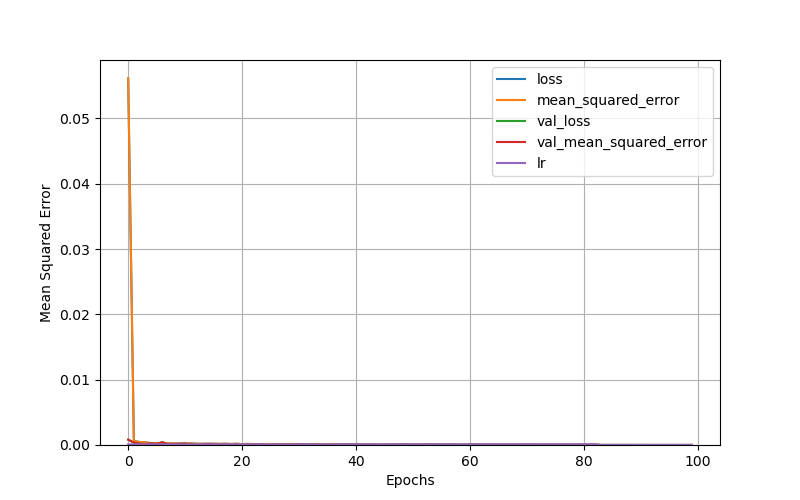 loss
mean_squared_error
val_loss
val_mean_squared_error
lr
Mean Squared Error
0.05
0.04
0.03
0.02
0.01
0.00
0 20 40 60 80 100
Epochs